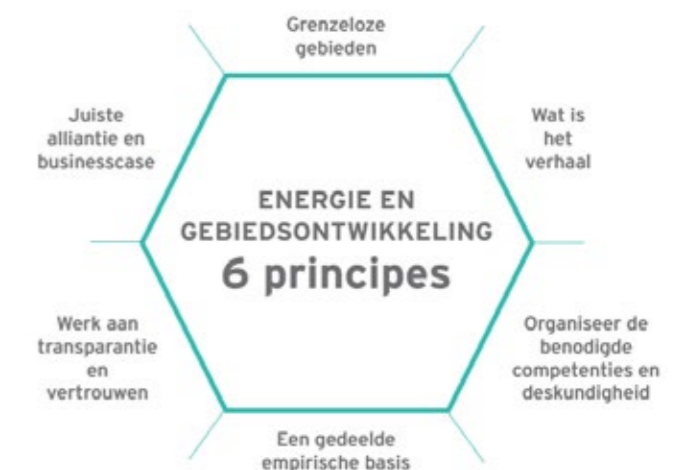 Grenzeloze
gebieden
Juiste
alliantie en
businesscase
Wat is
het
verhaal
ENERGIE EN
GEBIEDSONTWIKKELING
6 principes
Werk aan
transparantie
en
vertrouwen
Organiseer de
benodigde
competenties en
deskundigheid
Een gedeelde
empirische basis